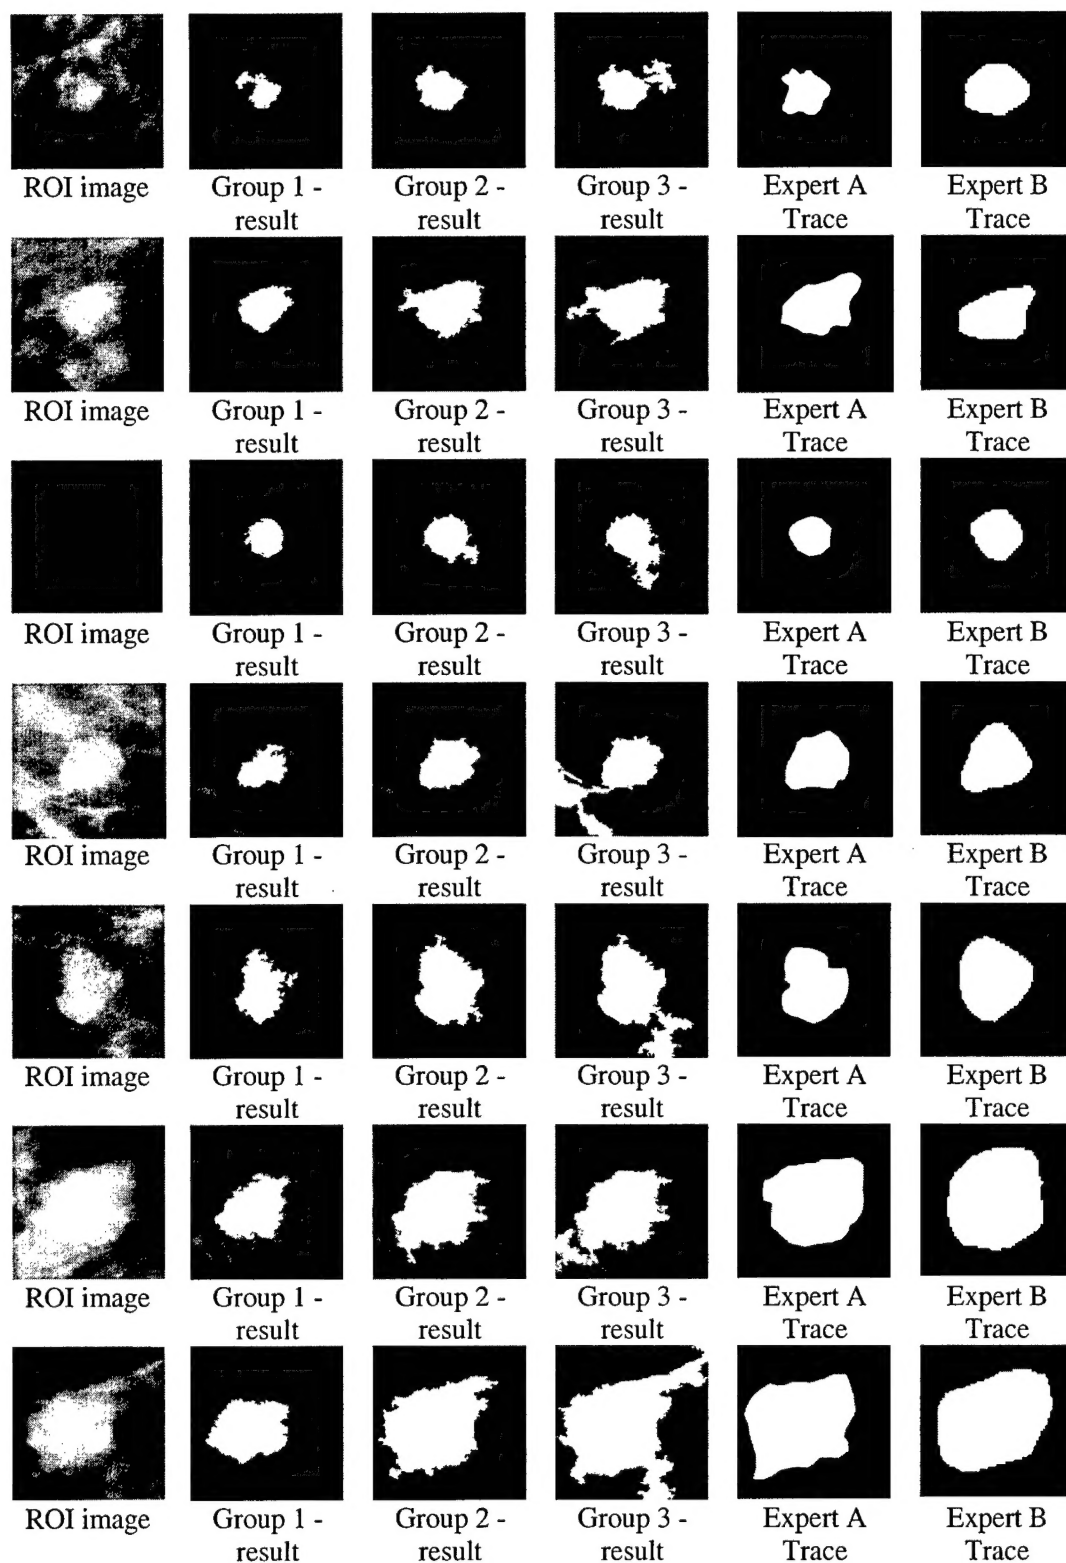 ROI image Group 1 - Group 2 - Group 3 - Expert A Expert B
result result result Trace Trace
ROI image Group 1 - Group 2 - Group 3 - Expert A Expert B
result result result Trace Trace
ROI image Group 1 - Group 2 - Group 3 - Expert A Expert B
result result result Trace Trace
ROI image Group 1 - Group 2 - Group 3 - Expert A Expert B
result result result Trace Trace
ROI image Group 1 - Group 2 - Group 3 - Expert A Expert B
result result result Trace Trace
ROI image Group 1 - Group 2 - Group 3 - Expert A Expert B
result result result Trace Trace
ROI image Group 1 - Group 2 - Group 3 - Expert A Expert B
result result result Trace Trace